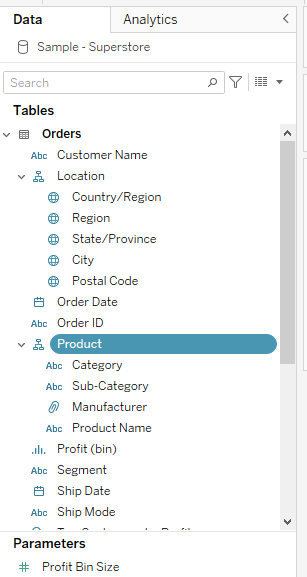 Data
Analytics
Sample - Superstore
Search
Tables
Orders
Abc Customer Name
Location
Country/Region
Region
State/Province
City
Postal Code
Order Date
Abc Order ID
Product
Abc Category
Abc Sub-Category
Manufacturer
Abc Product Name
Profit (bin)
Abc Segment
Ship Date
Abc Ship Mode
Parameters
# Profit Bin Size